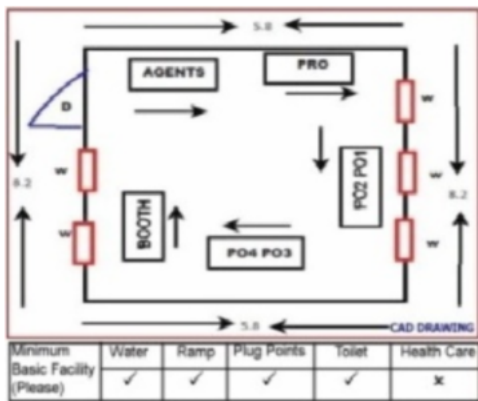 5.8
AGENTS
PRO
D
W
W
8.2
W
W
8.2
W
W
BOOTH
PO2 PO1
PO4 PO3
5.8
CAD DRAWING
Minimum Basic Facility (Please) Water Ramp Plug Points Toilet Health Care
✓ ✓ ✓ ✓ x